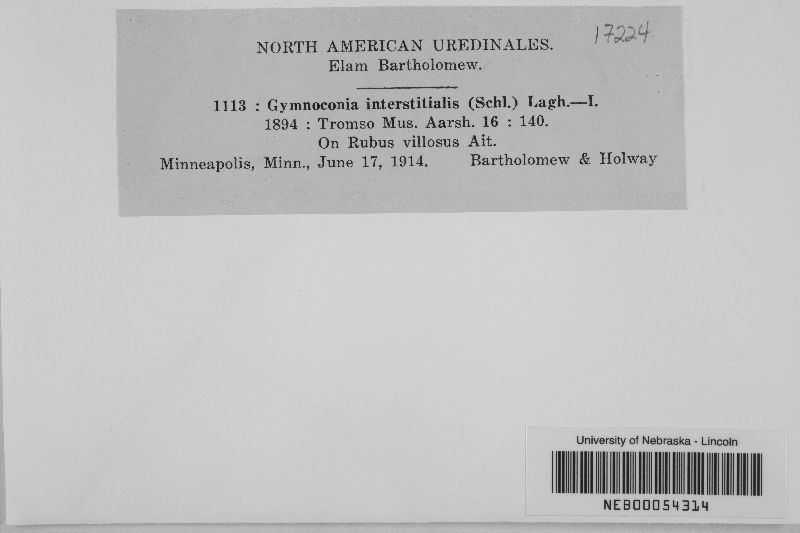 17224
NORTH AMERICAN UREDINALES.
Elam Bartholomew.
1113 : Gymnoconia interstitialis (Schl.) Lagh.—I.
1894 : Tromso Mus. Aarsh. 16 : 140.
On Rubus villosus Ait.
Minneapolis, Minn., June 17, 1914. Bartholomew & Holway
University of Nebraska - Lincoln
NEB00054314